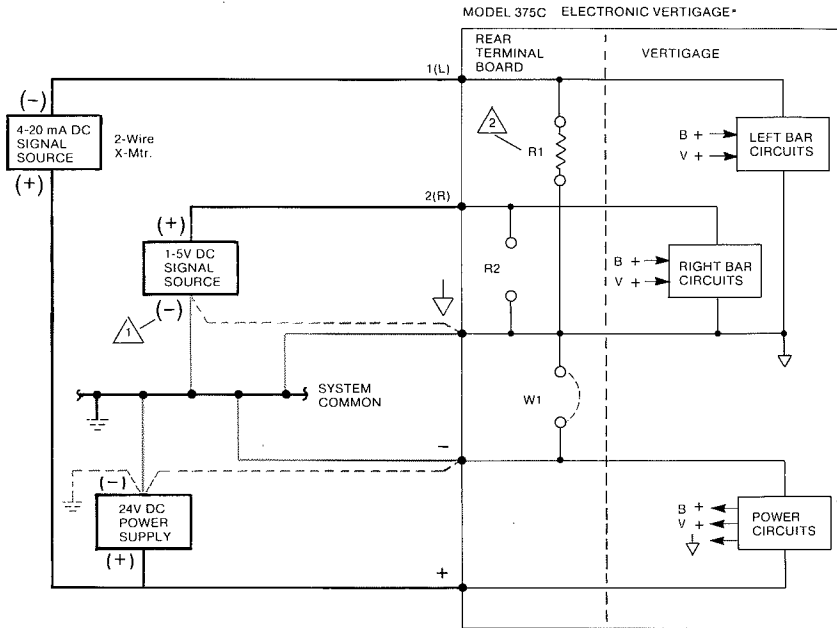 MODEL 375C ELECTRONIC VERTIGAGE*
REAR
TERMINAL
BOARD
VERTIGAGE
1(L)
(-)
4-20 mA DC
SIGNAL
SOURCE
(+)
2-Wire
X-Mtr.
2
R1
B +
V +
LEFT BAR
CIRCUITS
2(R)
(+)
1-5V DC
SIGNAL
SOURCE
(-)
1
R2
B +
V +
RIGHT BAR
CIRCUITS
SYSTEM
COMMON
W1
-
(-)
24V DC
POWER
SUPPLY
(+)
+
B +
V +
POWER
CIRCUITS